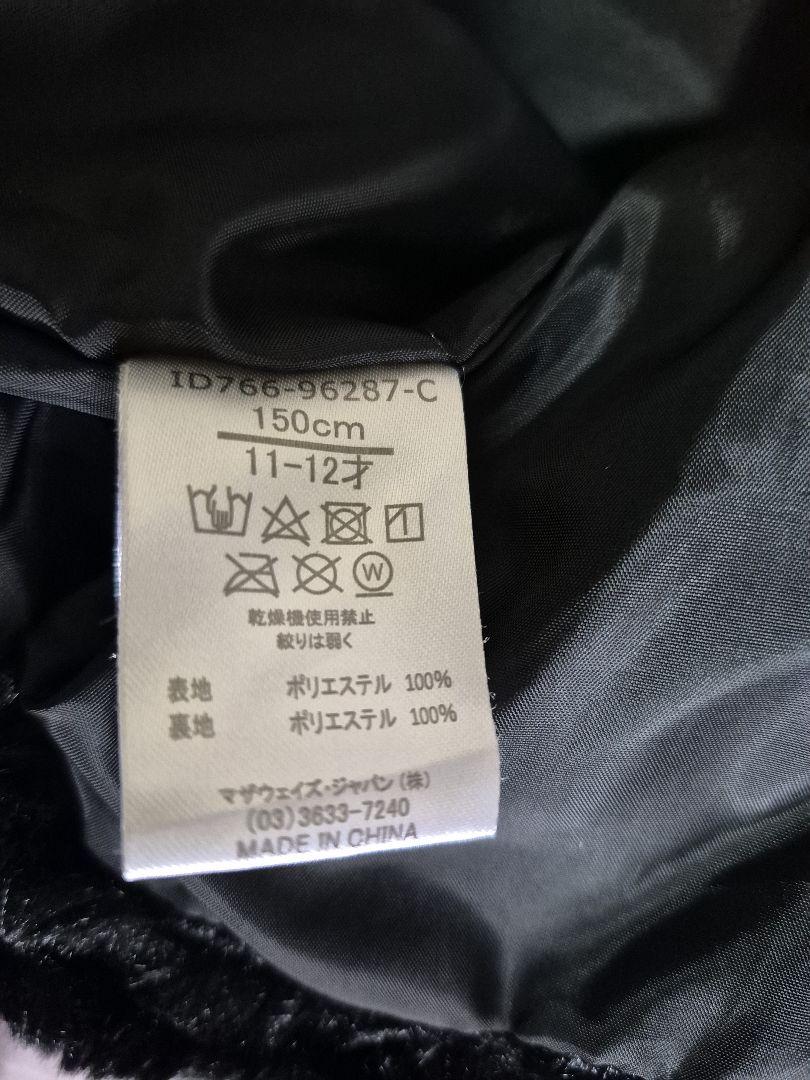 ID766-96287-C
150cm
11-12才
W
乾燥機使用禁止
絞りは弱く
表地 ポリエステル 100%
裏地 ポリエステル 100%
マザウェイズ・ジャパン(株)
(03)3633-7240
MADE IN CHINA